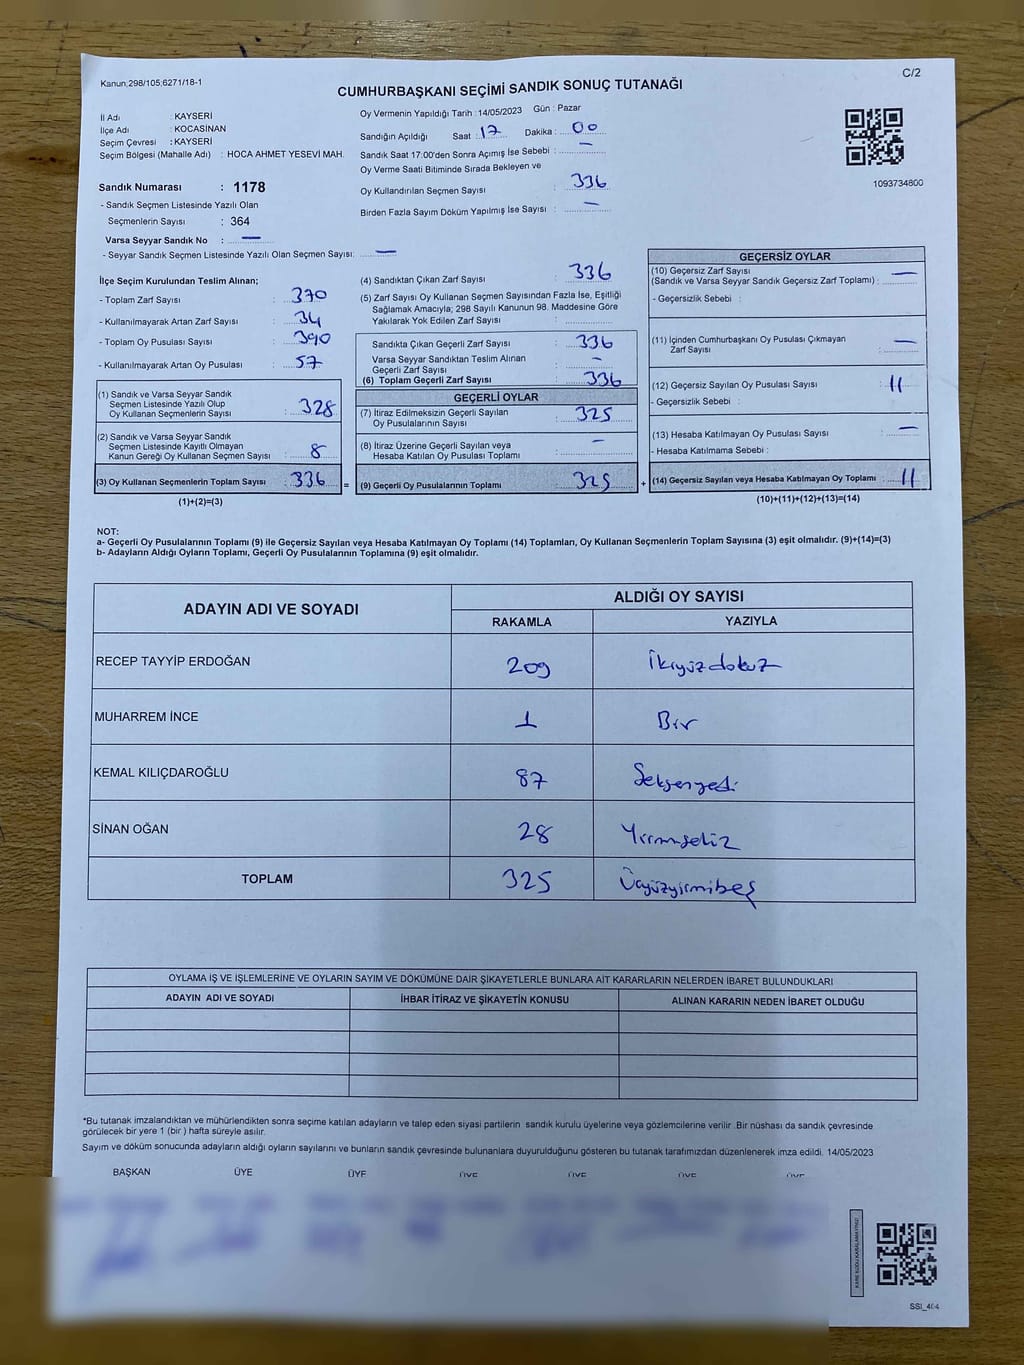 Kanun;298/105;6271/18-1
C/2
CUMHURBAŞKANI SEÇİMİ SANDIK SONUÇ TUTANAĞI
İl Adı : KAYSERİ
İlçe Adı : KOCASİNAN
Seçim Çevresi : KAYSERİ
Seçim Bölgesi (Mahalle Adı) : HOCA AHMET YESEVİ MAH.
Sandık Numarası : 1178
- Sandık Seçmen Listesinde Yazılı Olan
Seçmenlerin Sayısı : 364
Varsa Seyyar Sandık No : —
- Seyyar Sandık Seçmen Listesinde Yazılı Olan Seçmen Sayısı: —
Oy Vermenin Yapıldığı Tarih : 14/05/2023 Gün : Pazar
Sandığın Açıldığı Saat : 17 Dakika : 00
Sandık Saat 17:00'den Sonra Açımış İse Sebebi : —
Oy Verme Saati Bitiminde Sırada Bekleyen ve
Oy Kullandırılan Seçmen Sayısı : 336
Birden Fazla Sayım Döküm Yapılmış İse Sayısı : —
1093734800
İlçe Seçim Kurulundan Teslim Alınan;
- Toplam Zarf Sayısı : 370
- Kullanılmayarak Artan Zarf Sayısı : 34
- Toplam Oy Pusulası Sayısı : 390
- Kullanılmayarak Artan Oy Pusulası : 57
(1) Sandık ve Varsa Seyyar Sandık
Seçmen Listesinde Yazılı Olup
Oy Kullanan Seçmenlerin Sayısı : 328
(2) Sandık ve Varsa Seyyar Sandık
Seçmen Listesinde Kayıtlı Olmayan
Kanun Gereği Oy Kullanan Seçmen Sayısı : 8
(3) Oy Kullanan Seçmenlerin Toplam Sayısı : 336 =
(1)+(2)=(3)
(4) Sandıktan Çıkan Zarf Sayısı : 336
(5) Zarf Sayısı Oy Kullanan Seçmen Sayısından Fazla İse, Eşitliği
Sağlamak Amacıyla; 298 Sayılı Kanunun 98. Maddesine Göre
Yakılarak Yok Edilen Zarf Sayısı :
Sandıkta Çıkan Geçerli Zarf Sayısı : 336
Varsa Seyyar Sandıktan Teslim Alınan
Geçerli Zarf Sayısı : —
(6) Toplam Geçerli Zarf Sayısı : 336
GEÇERLİ OYLAR
(7) İtiraz Edilmeksizin Geçerli Sayılan
Oy Pusulalarının Sayısı : 325
(8) İtiraz Üzerine Geçerli Sayılan veya
Hesaba Katılan Oy Pusulası Toplamı : —
(9) Geçerli Oy Pusulalarının Toplamı : 325 +
GEÇERSİZ OYLAR
(10) Geçersiz Zarf Sayısı
(Sandık ve Varsa Seyyar Sandık Geçersiz Zarf Toplamı) : —
- Geçersizlik Sebebi :
(11) İçinden Cumhurbaşkanı Oy Pusulası Çıkmayan
Zarf Sayısı : —
(12) Geçersiz Sayılan Oy Pusulası Sayısı : 11
- Geçersizlik Sebebi :
(13) Hesaba Katılmayan Oy Pusulası Sayısı : —
- Hesaba Katılmama Sebebi :
(14) Geçersiz Sayılan veya Hesaba Katılmayan Oy Toplamı : 11
(10)+(11)+(12)+(13)=(14)
NOT:
a- Geçerli Oy Pusulalarının Toplamı (9) ile Geçersiz Sayılan veya Hesaba Katılmayan Oy Toplamı (14) Toplamları, Oy Kullanan Seçmenlerin Toplam Sayısına (3) eşit olmalıdır. (9)+(14)=(3)
b- Adayların Aldığı Oyların Toplamı, Geçerli Oy Pusulalarının Toplamına (9) eşit olmalıdır.
ADAYIN ADI VE SOYADI ALDIĞI OY SAYISI
RAKAMLA YAZIYLA
RECEP TAYYİP ERDOĞAN 209 İkiyüzdokuz
MUHARREM İNCE 1 Bir
KEMAL KILIÇDAROĞLU 87 Seksenyedi
SİNAN OĞAN 28 Yirmisekiz
TOPLAM 325 Üçyüzyirmibeş
OYLAMA İŞ VE İŞLEMLERİNE VE OYLARIN SAYIM VE DÖKÜMÜNE DAİR ŞİKAYETLERLE BUNLARA AİT KARARLARIN NELERDEN İBARET BULUNDUKLARI
ADAYIN ADI VE SOYADI İHBAR İTİRAZ VE ŞİKAYETİN KONUSU ALINAN KARARIN NEDEN İBARET OLDUĞU
*Bu tutanak imzalandıktan ve mühürlendikten sonra seçime katılan adayların ve talep eden siyasi partilerin sandık kurulu üyelerine veya gözlemcilerine verilir .Bir nüshası da sandık çevresinde
görülecek bir yere 1 (bir ) hafta süreyle asılır.
Sayım ve döküm sonucunda adayların aldığı oyların sayılarını ve bunların sandık çevresinde bulunanlara duyurulduğunu gösteren bu tutanak tarafımızdan düzenlenerek imza edildi. 14/05/2023
BAŞKAN ÜYE ÜYE ÜYE ÜYE ÜYE ÜYE
SSI_464